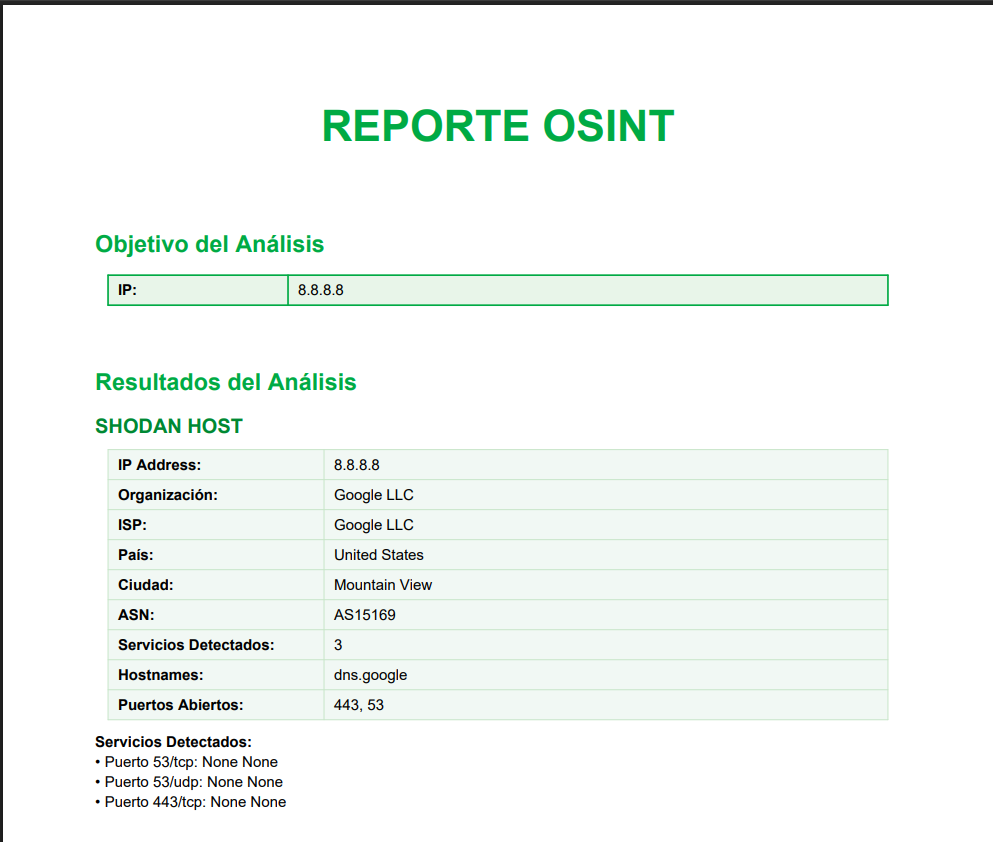 REPORTE OSINT
Objetivo del Análisis
IP: 8.8.8.8
Resultados del Análisis
SHODAN HOST
IP Address: 8.8.8.8
Organización: Google LLC
ISP: Google LLC
País: United States
Ciudad: Mountain View
ASN: AS15169
Servicios Detectados: 3
Hostnames: dns.google
Puertos Abiertos: 443, 53
Servicios Detectados:
• Puerto 53/tcp: None None
• Puerto 53/udp: None None
• Puerto 443/tcp: None None